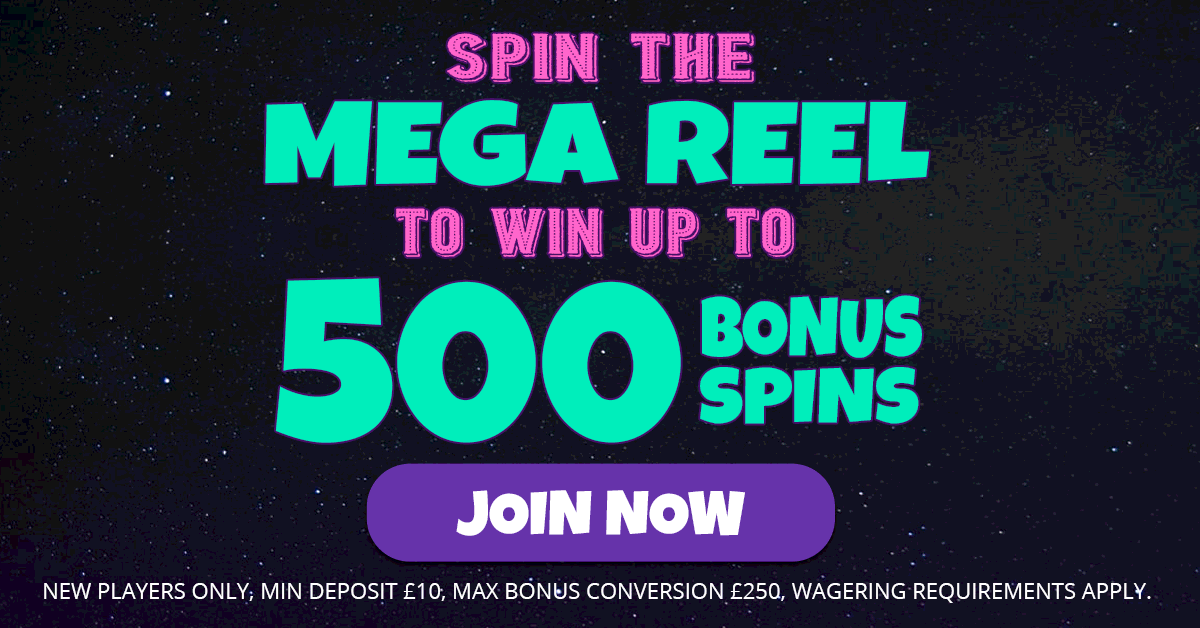 SPIN THE
MEGA REEL
TO WIN UP TO
500 BONUS
SPINS
JOIN NOW
NEW PLAYERS ONLY, MIN DEPOSIT £10, MAX BONUS CONVERSION £250, WAGERING REQUIREMENTS APPLY.